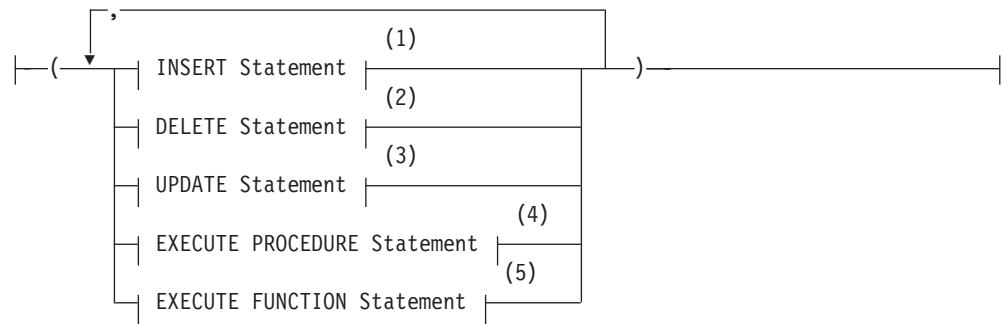 ,
(1)
( INSERT Statement )
(2)
DELETE Statement
(3)
UPDATE Statement
(4)
EXECUTE PROCEDURE Statement
(5)
EXECUTE FUNCTION Statement